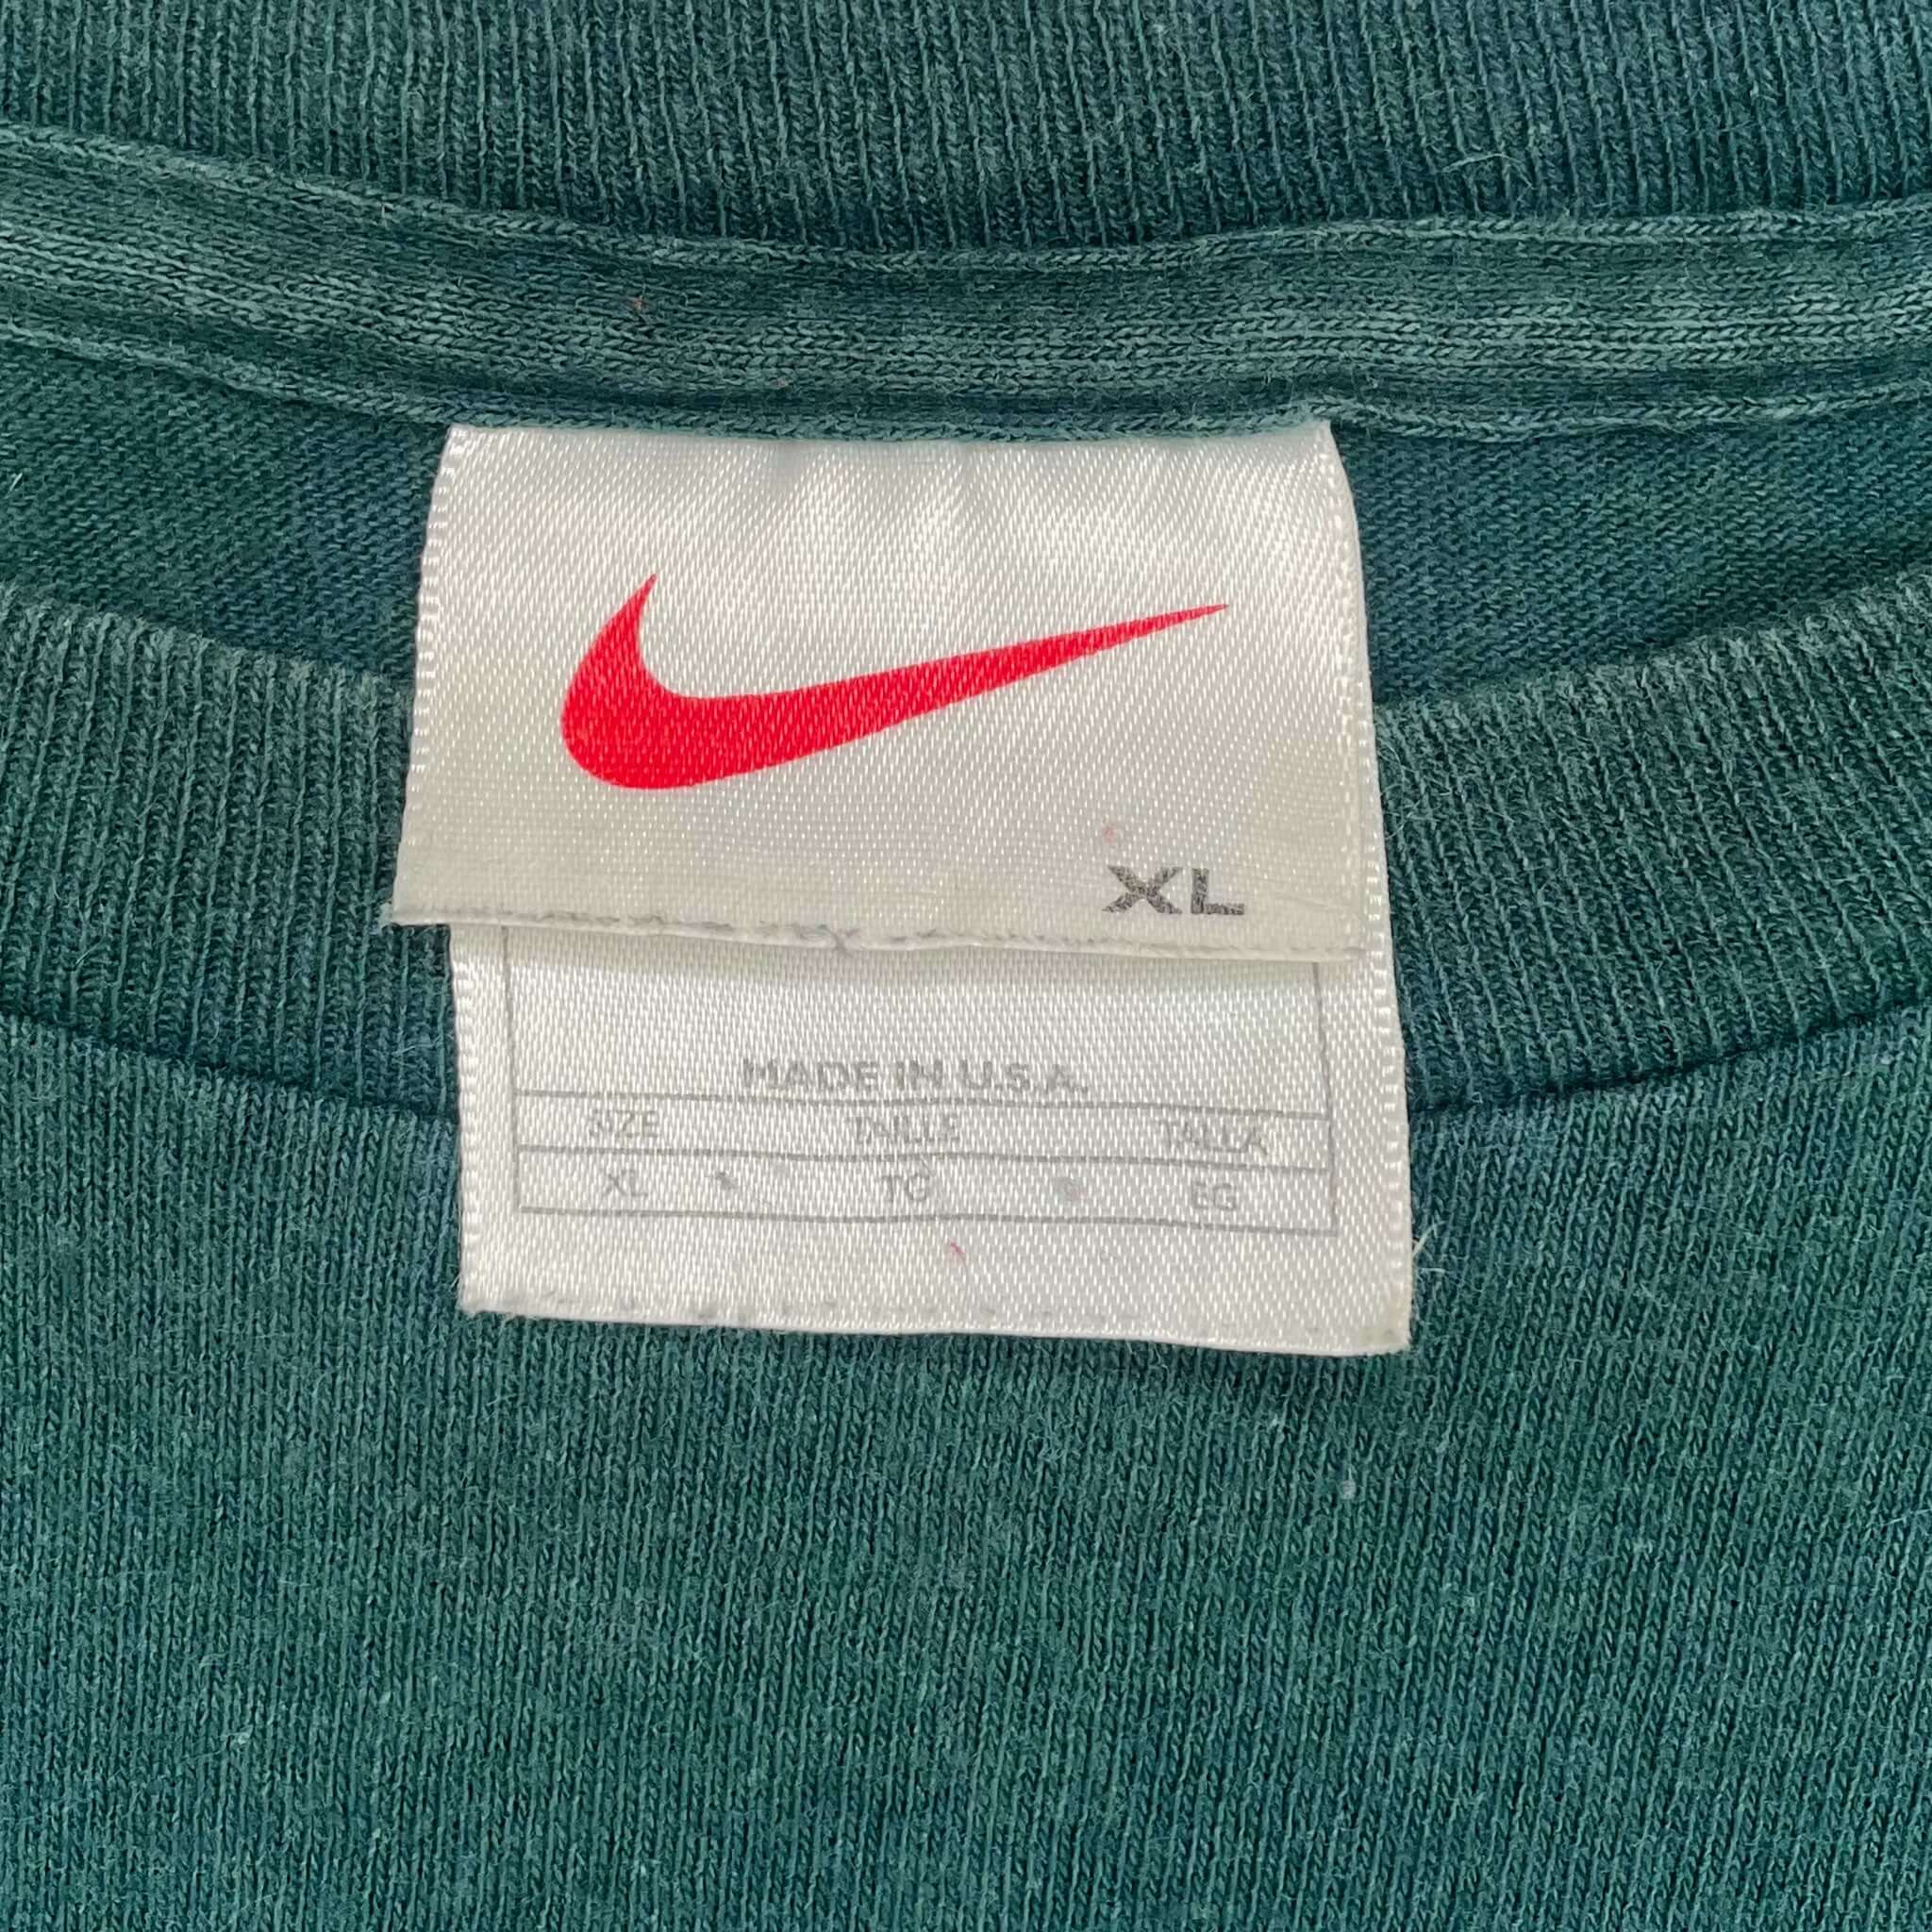 XL
MADE IN U.S.A.
SIZE TAILLE TALLA
XL TG EG